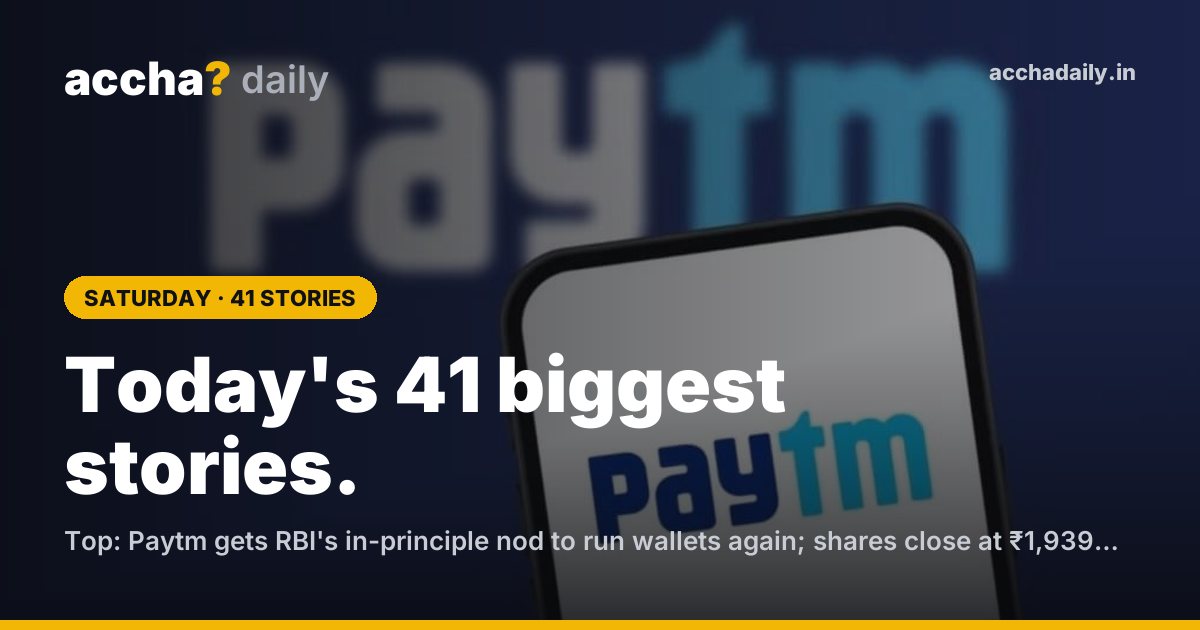 accha? daily
acchadaily.in
paytm
SATURDAY · 41 STORIES
Today's 41 biggest
stories.
paytm
Top: Paytm gets RBI's in-principle nod to run wallets again; shares close at ₹1,939...